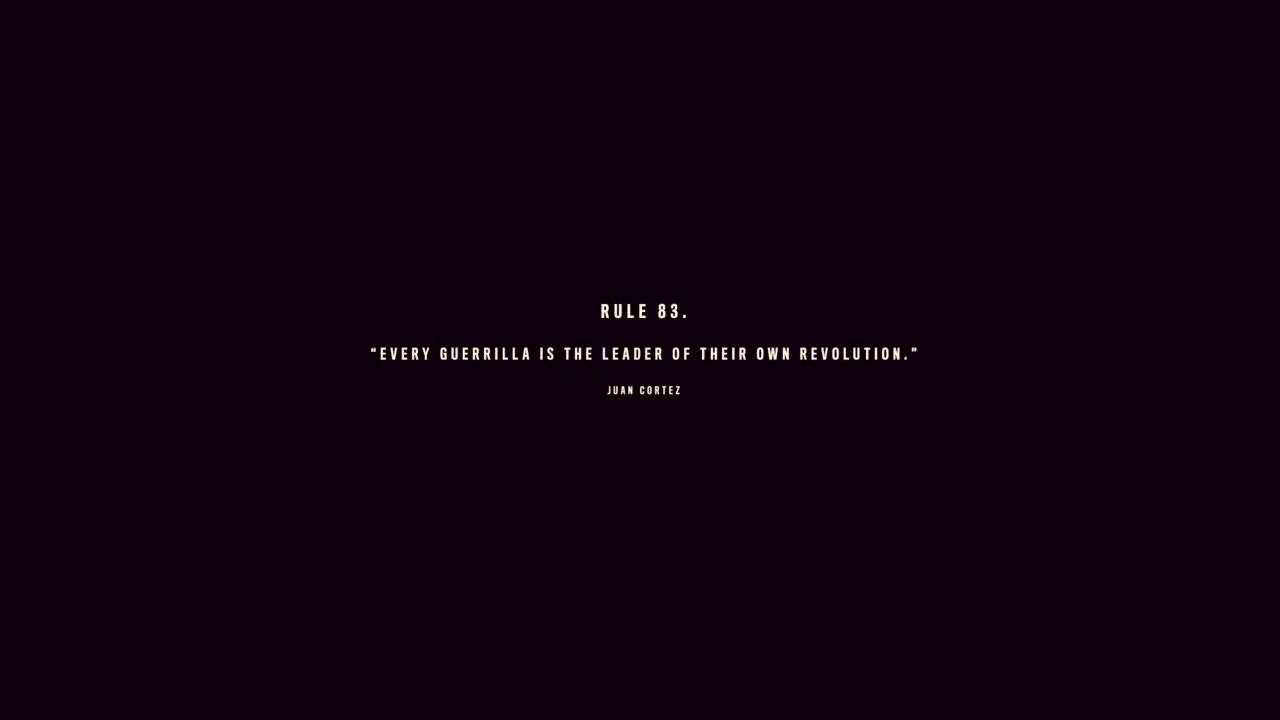 RULE 83.
“EVERY GUERRILLA IS THE LEADER OF THEIR OWN REVOLUTION.”
JUAN CORTEZ